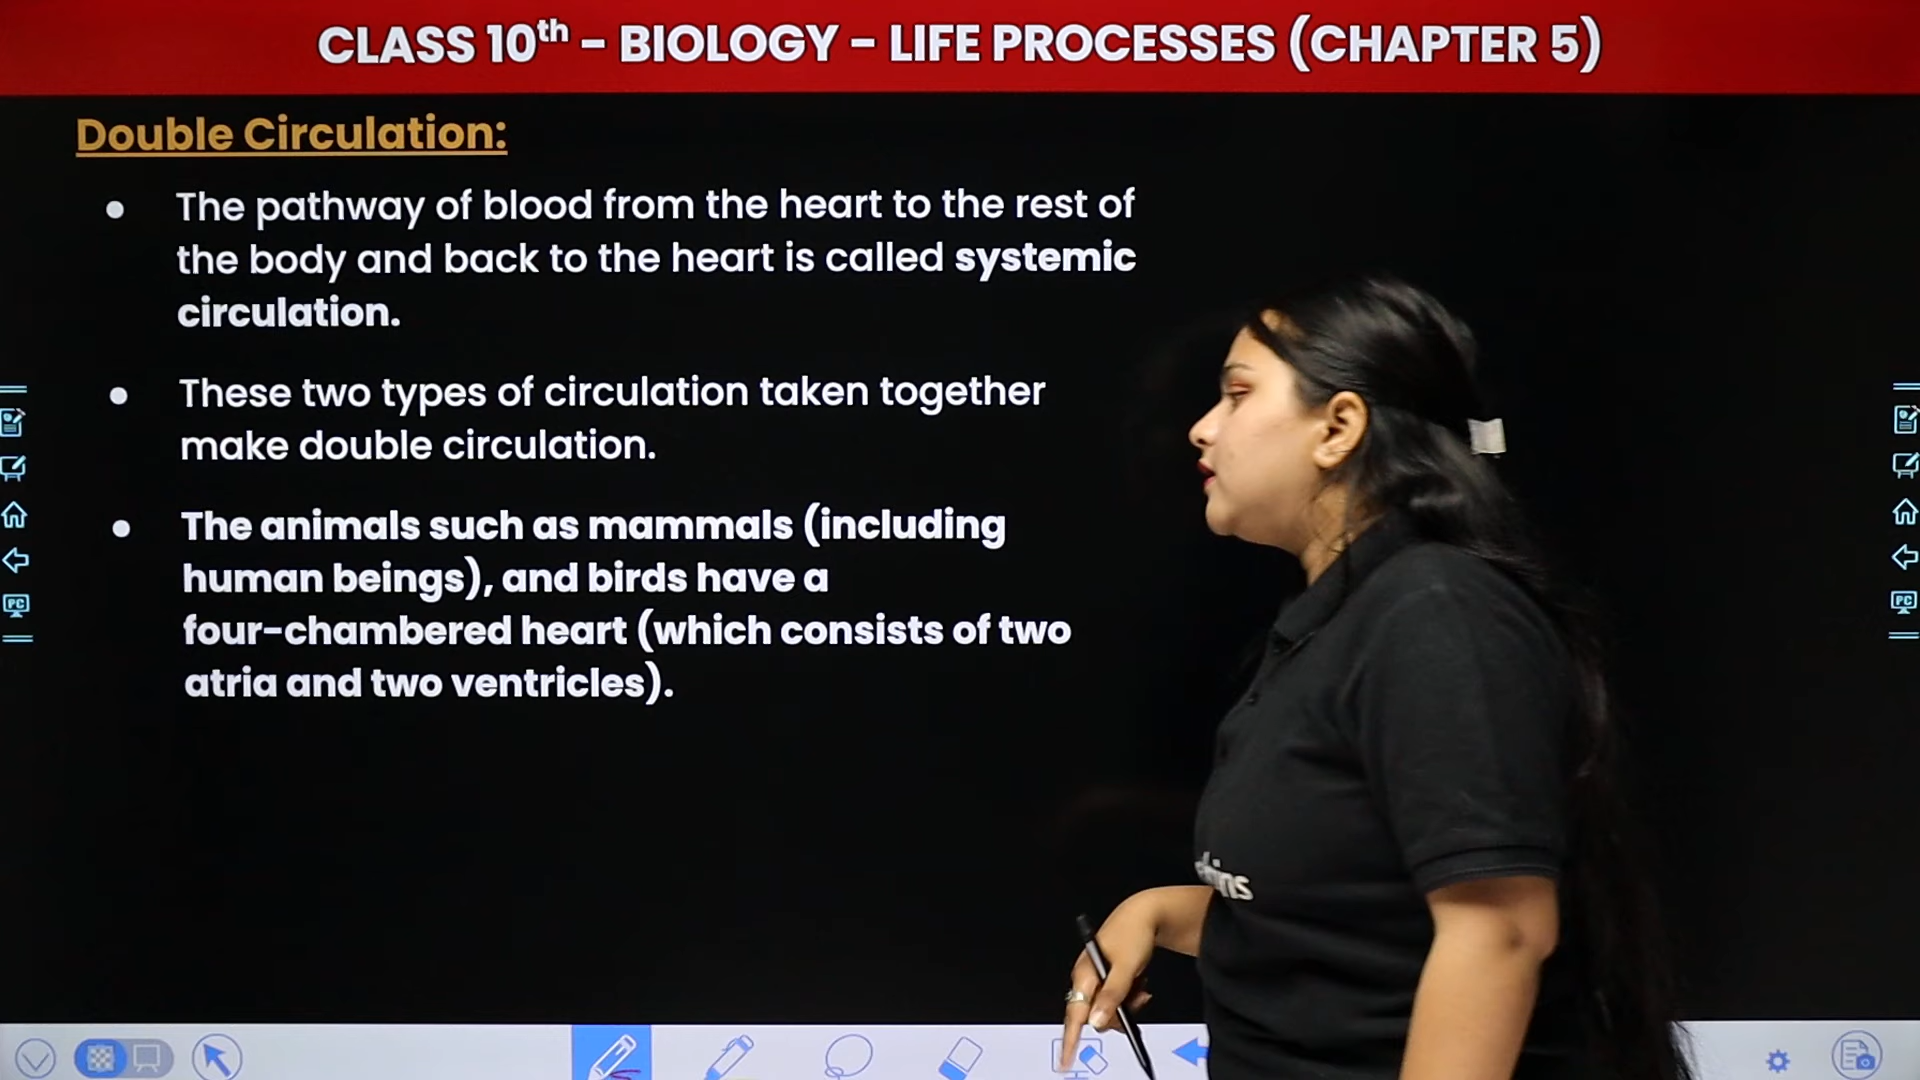 CLASS 10th - BIOLOGY - LIFE PROCESSES (CHAPTER 5)
Double Circulation:
• The pathway of blood from the heart to the rest of
the body and back to the heart is called systemic
circulation.
• These two types of circulation taken together
make double circulation.
• The animals such as mammals (including
human beings), and birds have a
four-chambered heart (which consists of two
atria and two ventricles).
PC
PC